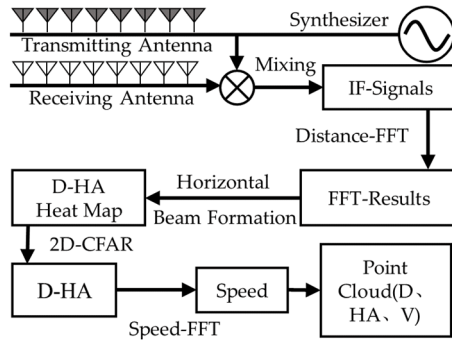 Synthesizer
Transmitting Antenna
Mixing
Receiving Antenna
IF-Signals
Distance-FFT
D-HA
Heat Map
Horizontal
Beam Formation
FFT-Results
2D-CFAR
D-HA
Speed
Point
Cloud(D、
HA、V)
Speed-FFT